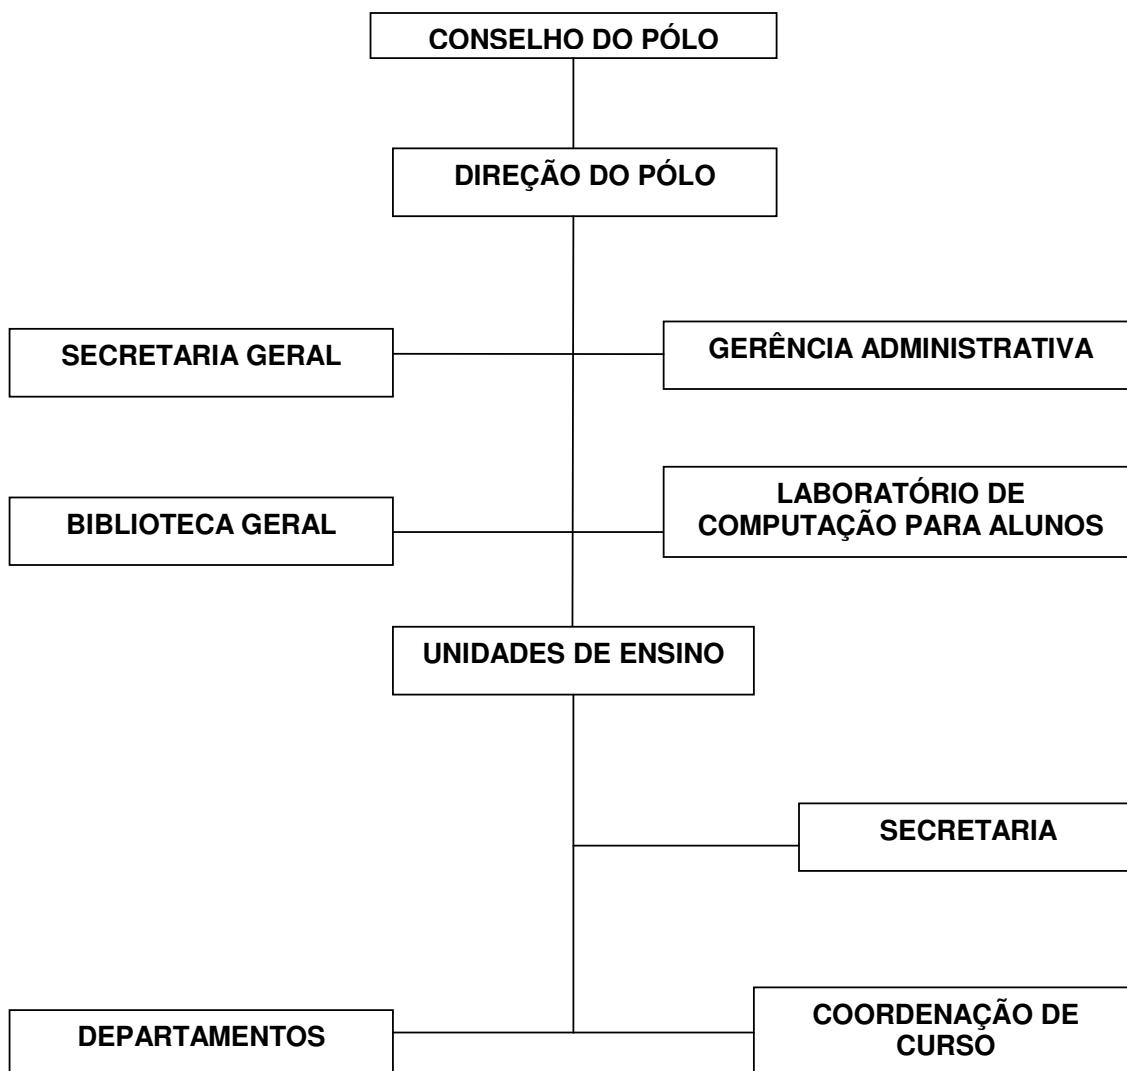 CONSELHO DO PÓLO
DIREÇÃO DO PÓLO
SECRETARIA GERAL
GERÊNCIA ADMINISTRATIVA
BIBLIOTECA GERAL
LABORATÓRIO DE
COMPUTAÇÃO PARA ALUNOS
UNIDADES DE ENSINO
SECRETARIA
DEPARTAMENTOS
COORDENAÇÃO DE
CURSO